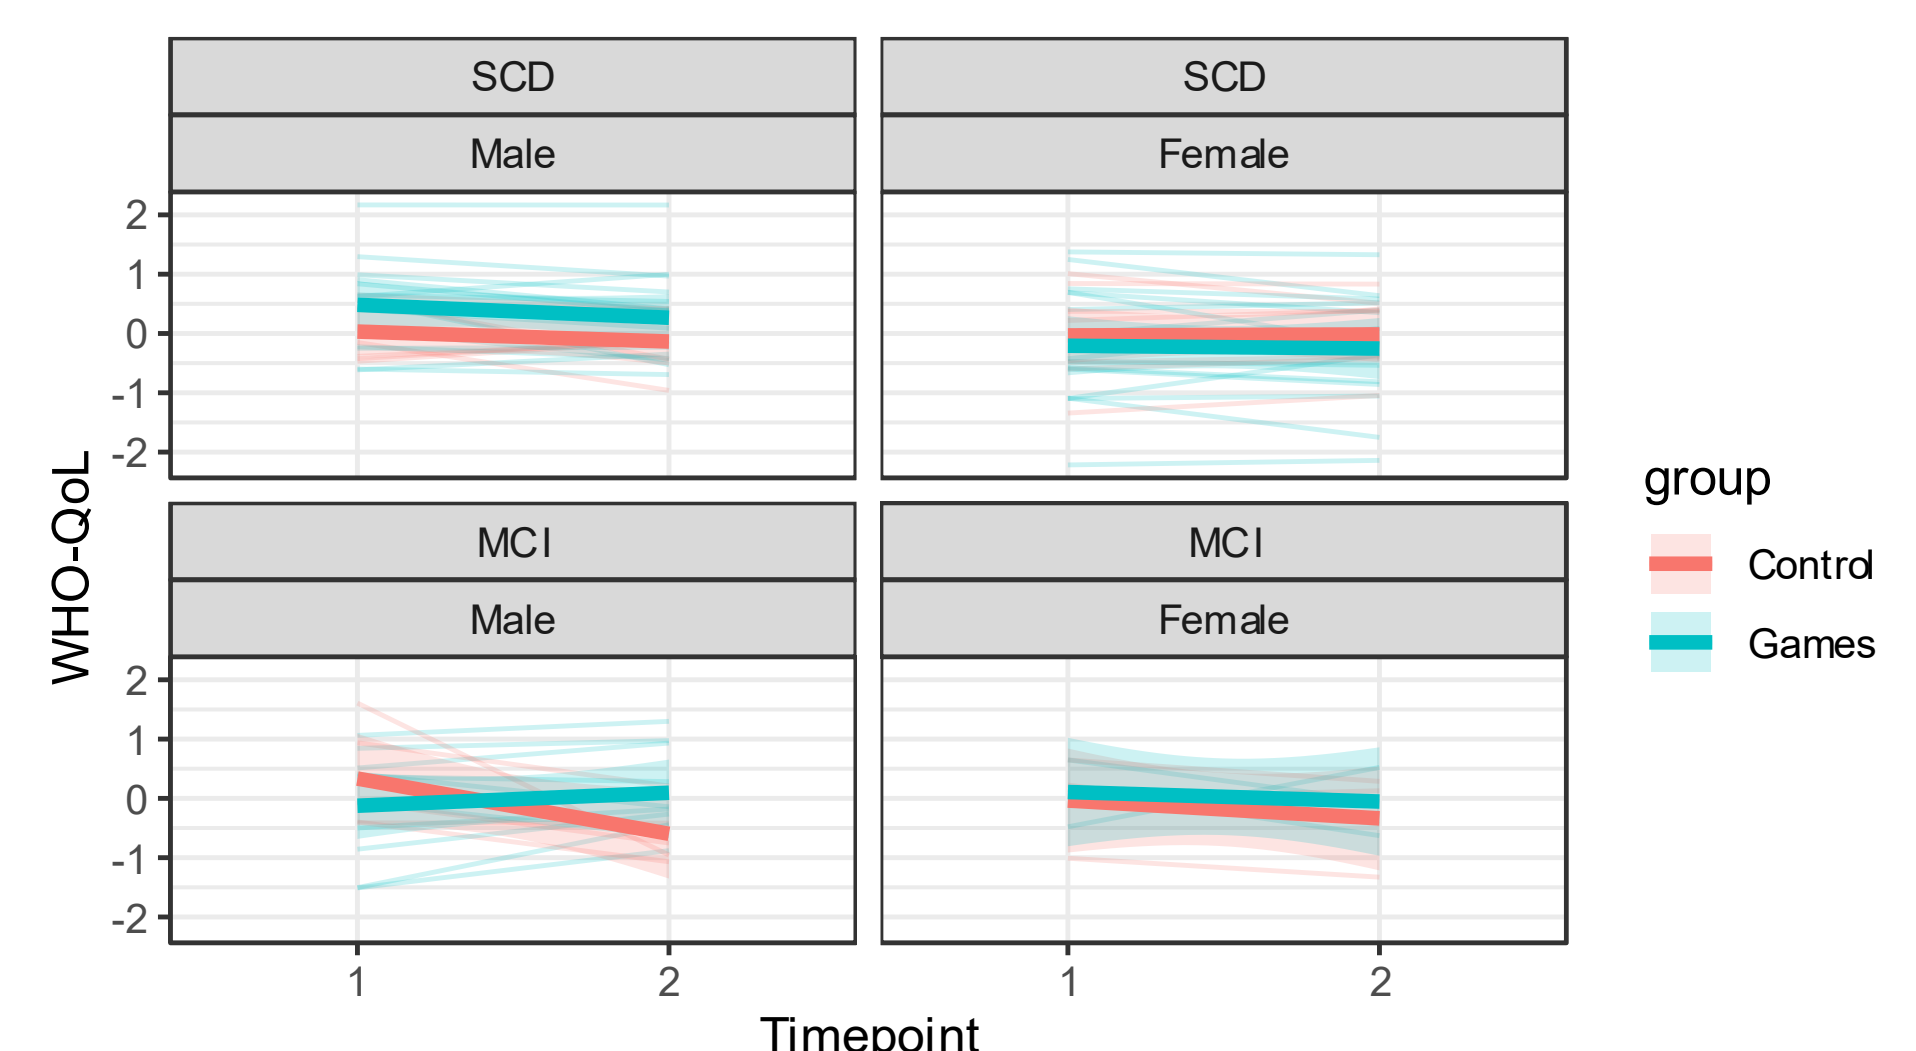 SCD
SCD
Male
Female
2
1
0
-1
-2
WHO-QoL
MCI
MCI
Male
Female
2
1
0
-1
-2
1
2
1
2
Timepoint
group
Control
Games